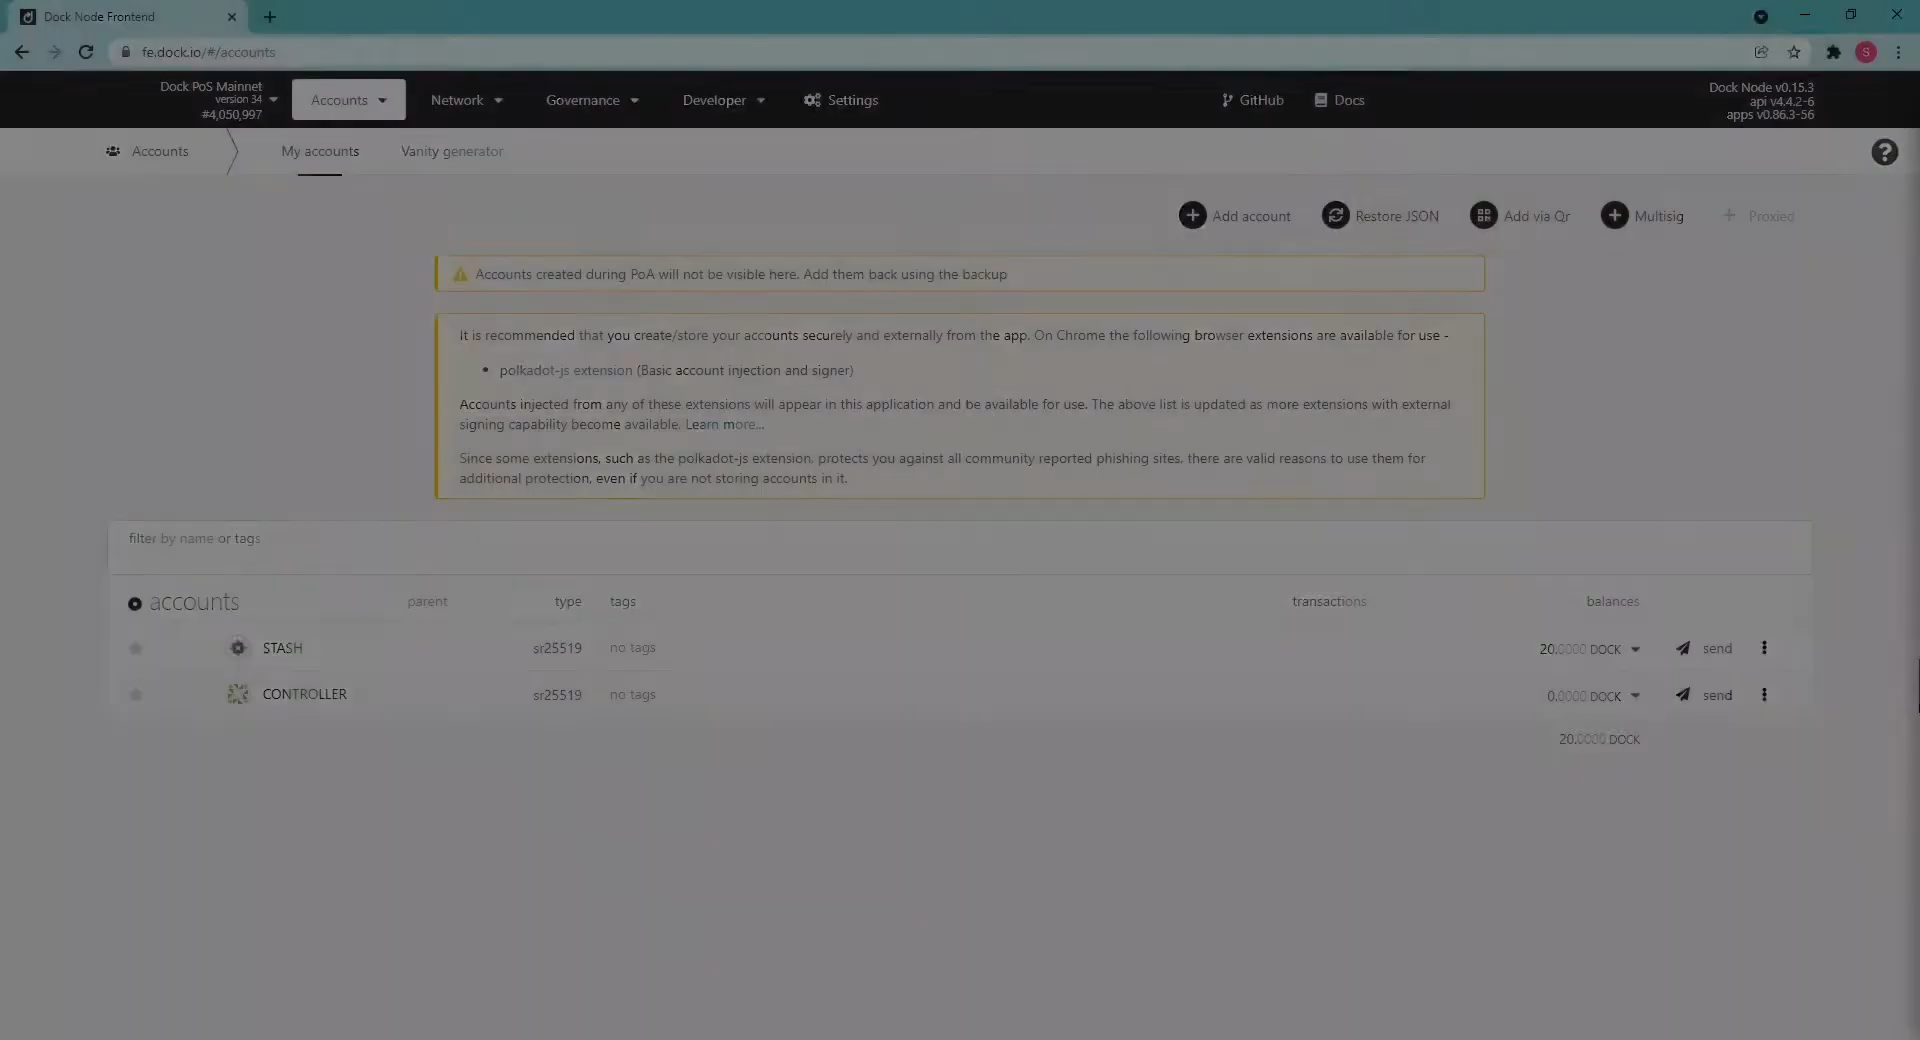 Dock Node Frontend
fe.dock.io/#/accounts
S
Dock PoS Mainnet
version 34
#4,050,997
Accounts
Network
Governance
Developer
Settings
GitHub
Docs
Dock Node v0.15.3
api v4.4.2-6
apps v0.86.3-56
Accounts
My accounts
Vanity generator
?
Add account
Restore JSON
Add via Qr
Multisig
Proxied
Accounts created during PoA will not be visible here. Add them back using the backup
It is recommended that you create/store your accounts securely and externally from the app. On Chrome the following browser extensions are available for use -
• polkadot-js extension (Basic account injection and signer)
Accounts injected from any of these extensions will appear in this application and be available for use. The above list is updated as more extensions with external
signing capability become available. Learn more...
Since some extensions, such as the polkadot-js extension, protects you against all community reported phishing sites, there are valid reasons to use them for
additional protection, even if you are not storing accounts in it.
filter by name or tags
accounts parent type tags transactions balances
STASH sr25519 no tags 20.0000 DOCK send
CONTROLLER sr25519 no tags 0.0000 DOCK send
20.0000 DOCK